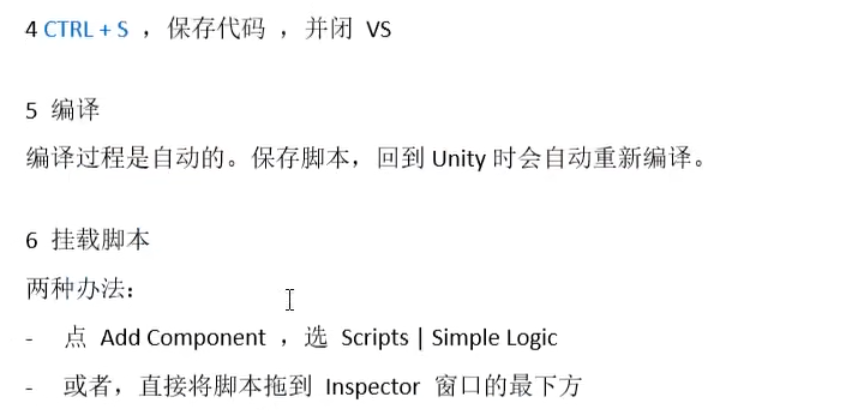 4 CTRL + S ，保存代码 ，并闭 VS
5 编译
编译过程是自动的。保存脚本，回到 Unity 时会自动重新编译。
6 挂载脚本
两种办法：
- 点 Add Component ，选 Scripts | Simple Logic
- 或者，直接将脚本拖到 Inspector 窗口的最下方